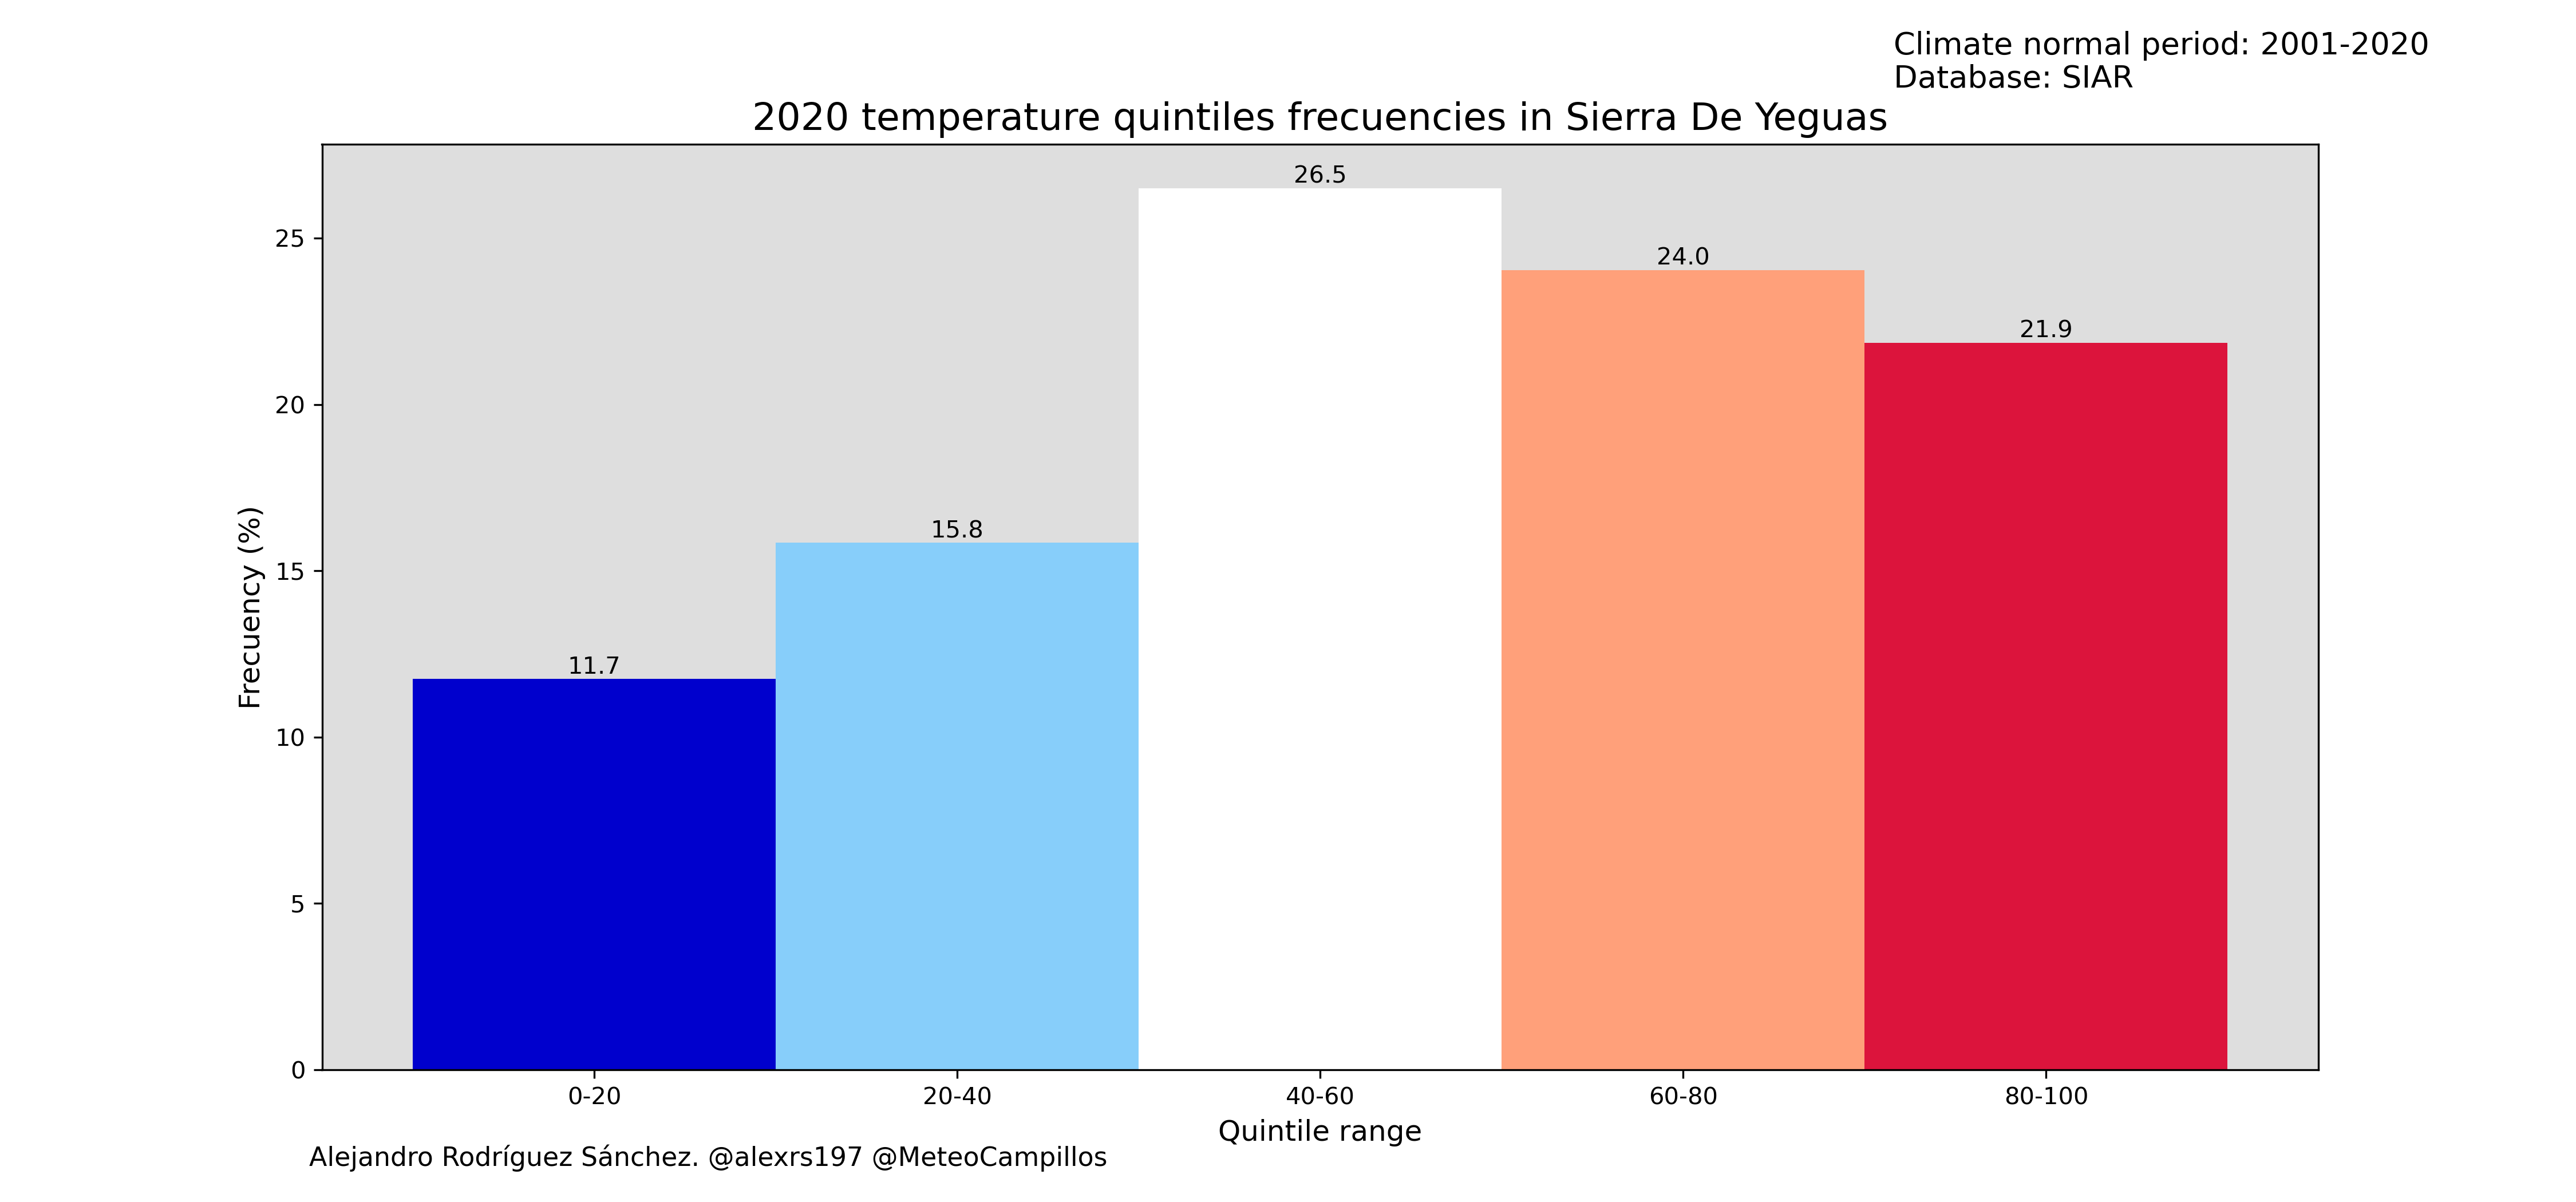 Climate normal period: 2001-2020
Database: SIAR
2020 temperature quintiles frecuencies in Sierra De Yeguas
26.5
25
24.0
21.9
20
15.8
Frecuency (%)
15
11.7
10
5
0
0-20
20-40
40-60
60-80
80-100
Quintile range
Alejandro Rodríguez Sánchez. @alexrs197 @MeteoCampillos